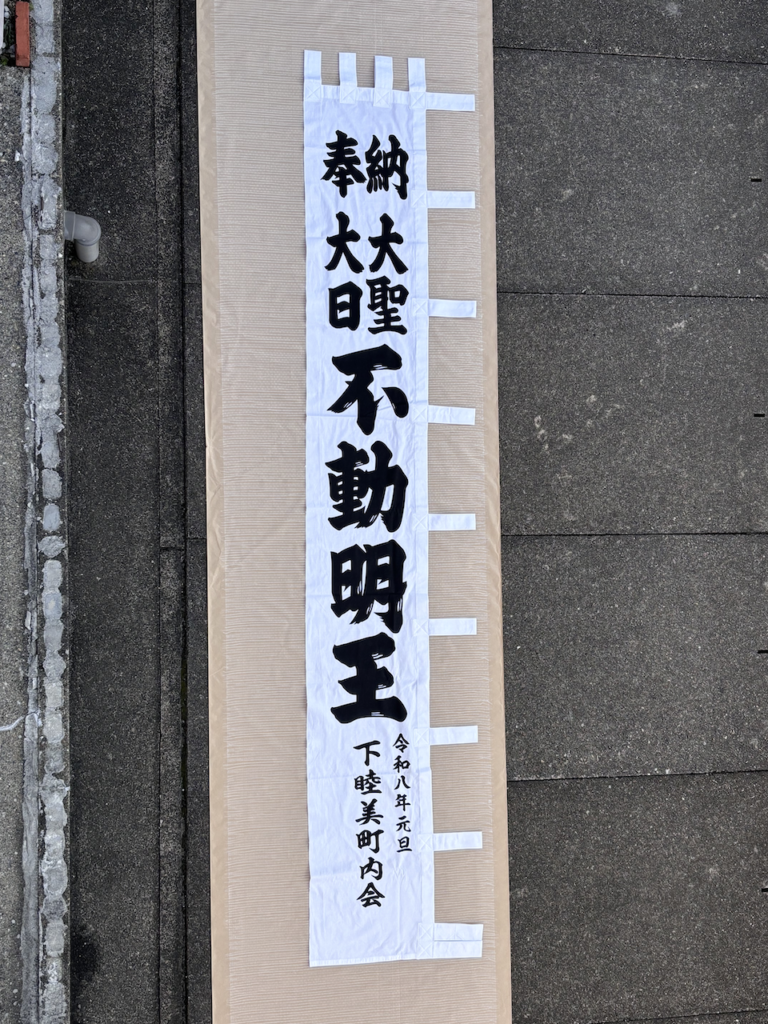 奉納
大聖
大日
不動明王
令和八年元旦
下睦美町内会